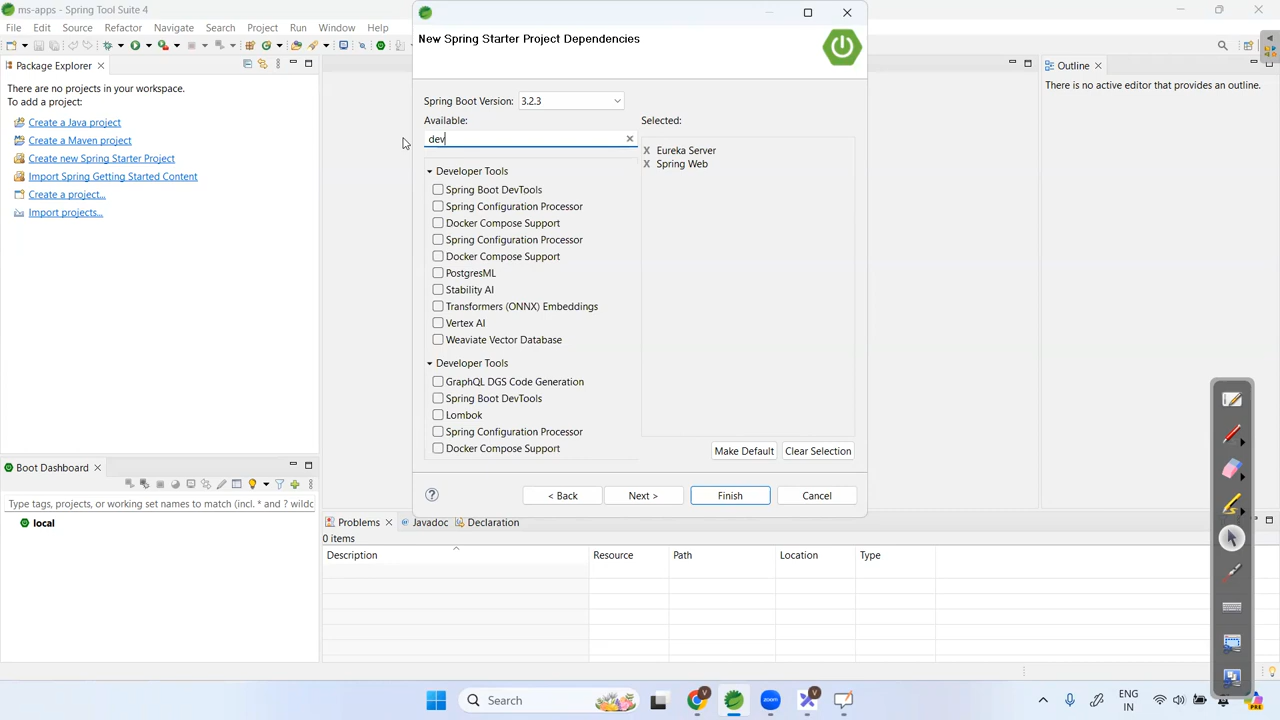 ms-apps - Spring Tool Suite 4
File Edit Source Refactor Navigate Search Project Run Window Help
Package Explorer
There are no projects in your workspace.
To add a project:
Create a Java project
Create a Maven project
Create new Spring Starter Project
Import Spring Getting Started Content
Create a project...
Import projects...
New Spring Starter Project Dependencies
Spring Boot Version: 3.2.3
Available:
dev
Developer Tools
Spring Boot DevTools
Spring Configuration Processor
Docker Compose Support
Spring Configuration Processor
Docker Compose Support
PostgresML
Stability AI
Transformers (ONNX) Embeddings
Vertex AI
Weaviate Vector Database
Developer Tools
GraphQL DGS Code Generation
Spring Boot DevTools
Lombok
Spring Configuration Processor
Docker Compose Support
Selected:
X Eureka Server
X Spring Web
Make Default Clear Selection
< Back Next > Finish Cancel
Outline
There is no active editor that provides an outline.
Boot Dashboard
Type tags, projects, or working set names to match (incl. * and ? wildc
local
Problems Javadoc Declaration
0 items
Description Resource Path Location Type
Search
ENG
IN